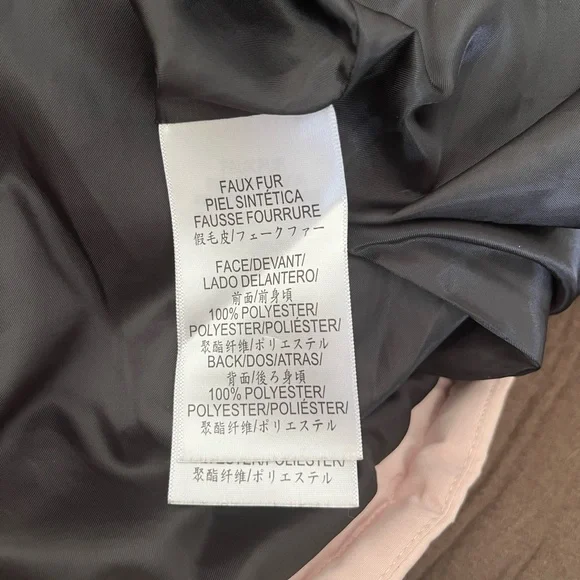 FAUX FUR
PIEL SINTÉTICA
FAUSSE FOURRURE
假毛皮/フェークファー
FACE/DEVANT/
LADO DELANTERO/
前面/前身頃
100% POLYESTER/
POLYESTER/POLIÉSTER/
聚酯纤维/ポリエステル
BACK/DOS/ATRAS/
背面/後ろ身頃
100% POLYESTER/
POLYESTER/POLIÉSTER/
聚酯纤维/ポリエステル
聚酯纤维/ポリエステル